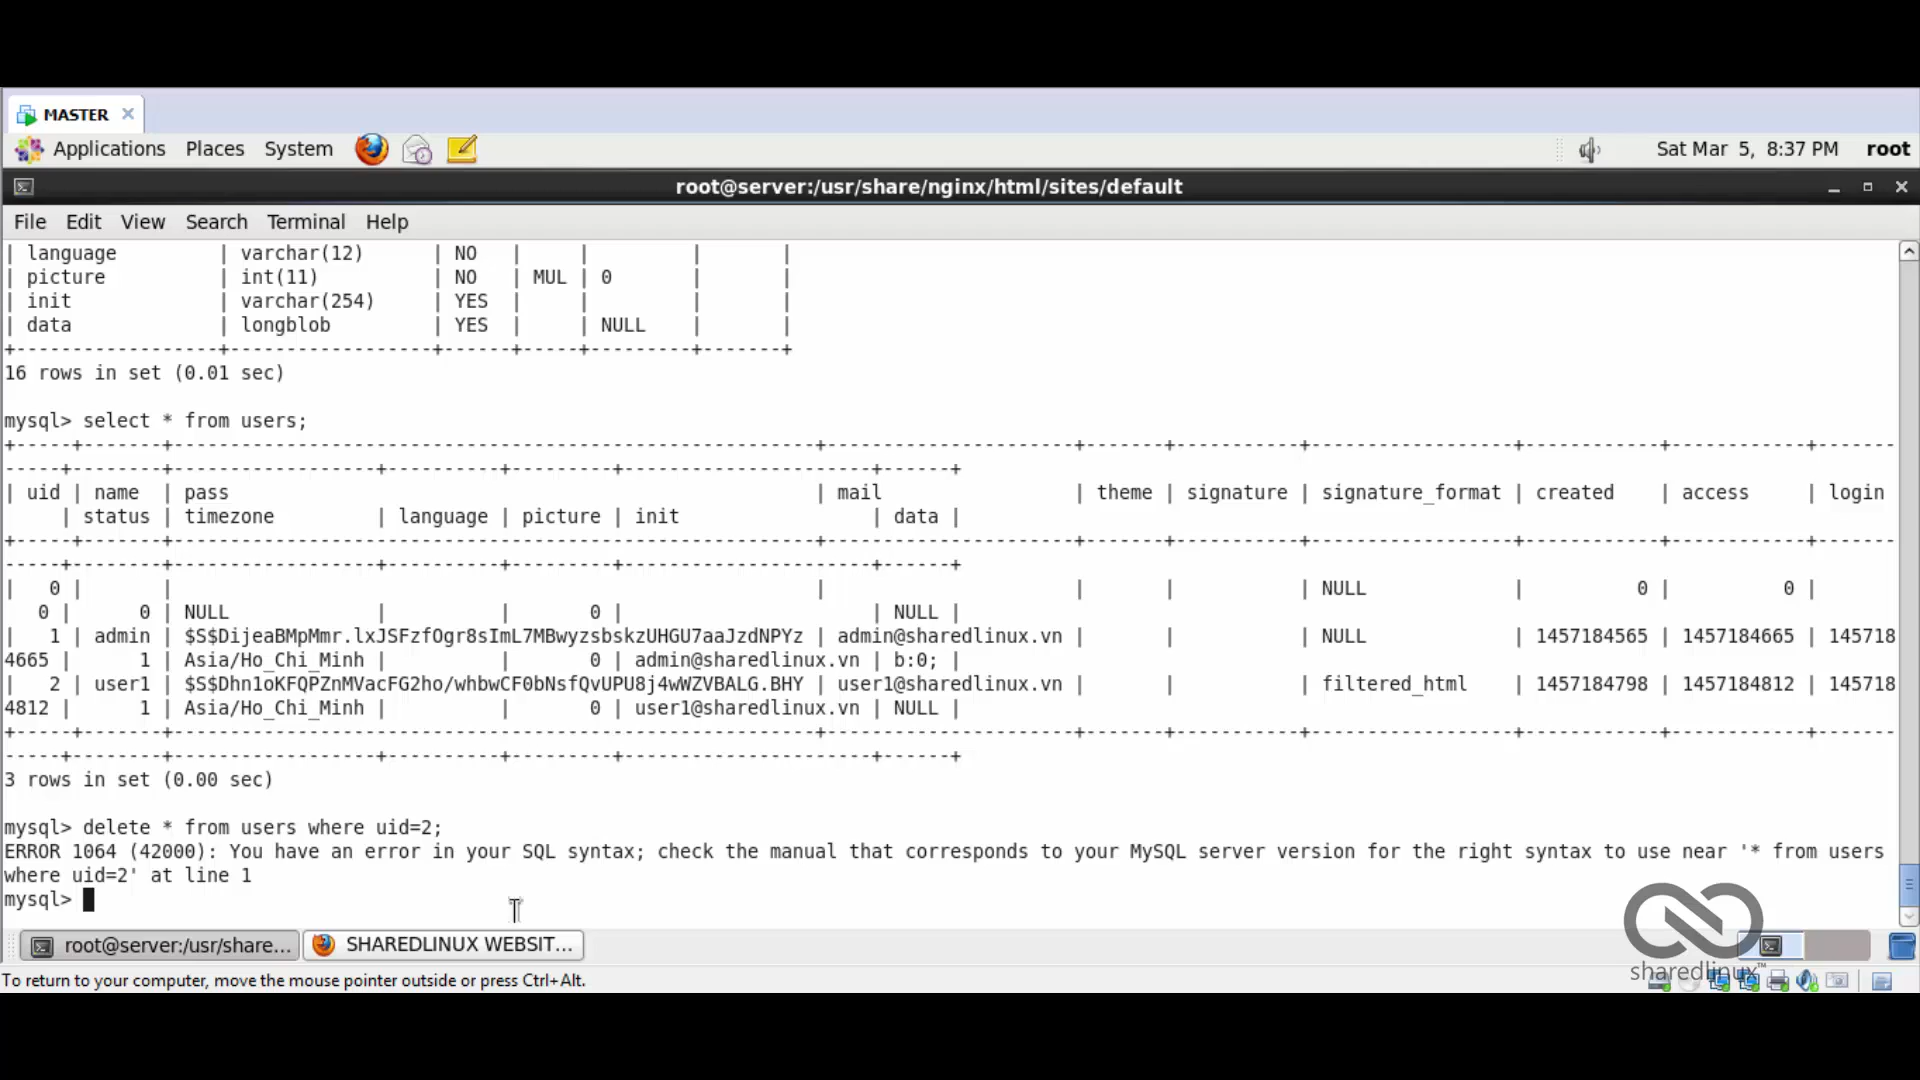 MASTER
Applications Places System Sat Mar 5, 8:37 PM root
root@server:/usr/share/nginx/html/sites/default
File Edit View Search Terminal Help
| language | varchar(12) | NO | | | |
| picture | int(11) | NO | MUL | 0 | |
| init | varchar(254) | YES | | | |
| data | longblob | YES | | NULL | |
+-------------------+------------------+------+-----+---------+-------+
16 rows in set (0.01 sec)
mysql> select * from users;
+-----+-------+---------------------------------------------------------+----------------------+-------+-----------+------------------+------------+------------+-------
-----+-------+------------------+----------+---------+----------------------+------+
| uid | name | pass | mail | theme | signature | signature_format | created | access | login
| status | timezone | language | picture | init | data |
+-----+-------+---------------------------------------------------------+----------------------+-------+-----------+------------------+------------+------------+-------
-----+-------+------------------+----------+---------+----------------------+------+
| 0 | | | | | | NULL | 0 | 0 |
0 | 0 | NULL | | 0 | | NULL |
| 1 | admin | $S$DijeaBMpMmr.lxJSFzfOgr8sImL7MBwyzsbskzUHGU7aaJzdNPYz | admin@sharedlinux.vn | | | NULL | 1457184565 | 1457184665 | 145718
4665 | 1 | Asia/Ho_Chi_Minh | | 0 | admin@sharedlinux.vn | b:0; |
| 2 | user1 | $S$Dhn1oKFQPZnMVacFG2ho/whbwCF0bNsfQvUPU8j4wWZVBALG.BHY | user1@sharedlinux.vn | | | filtered_html | 1457184798 | 1457184812 | 145718
4812 | 1 | Asia/Ho_Chi_Minh | | 0 | user1@sharedlinux.vn | NULL |
+-----+-------+---------------------------------------------------------+----------------------+-------+-----------+------------------+------------+------------+-------
-----+-------+------------------+----------+---------+----------------------+------+
3 rows in set (0.00 sec)
mysql> delete * from users where uid=2;
ERROR 1064 (42000): You have an error in your SQL syntax; check the manual that corresponds to your MySQL server version for the right syntax to use near '* from users
where uid=2' at line 1
mysql>
root@server:/usr/share... SHAREDLINUX WEBSIT...
sharedlinux™
To return to your computer, move the mouse pointer outside or press Ctrl+Alt.